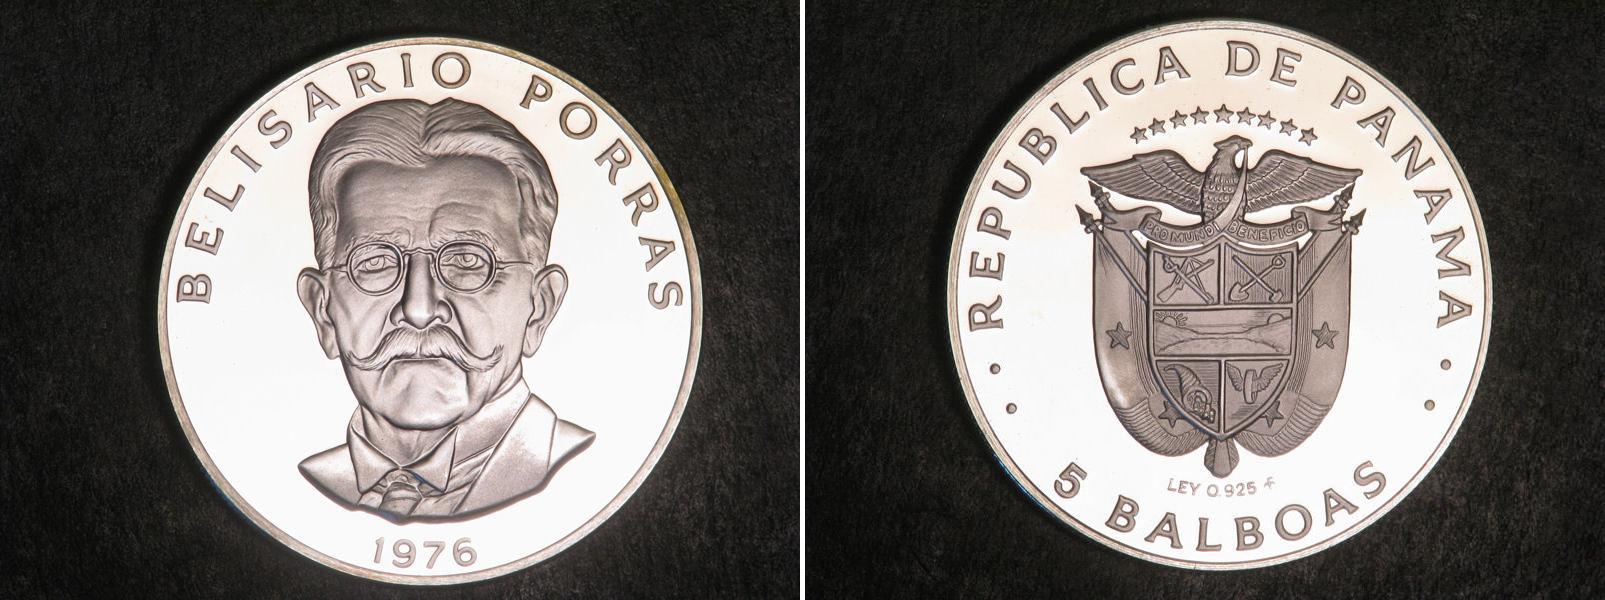 BELISARIO PORRAS
1976
REPUBLICA DE PANAMA
PRO MUNDI BENEFICIO
LEY 0.925
5 BALBOAS